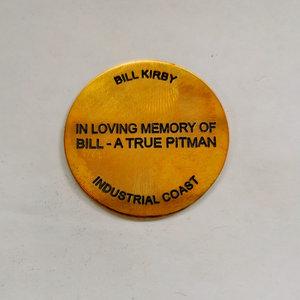 BILL KIRBY
IN LOVING MEMORY OF
BILL - A TRUE PITMAN
INDUSTRIAL COAST